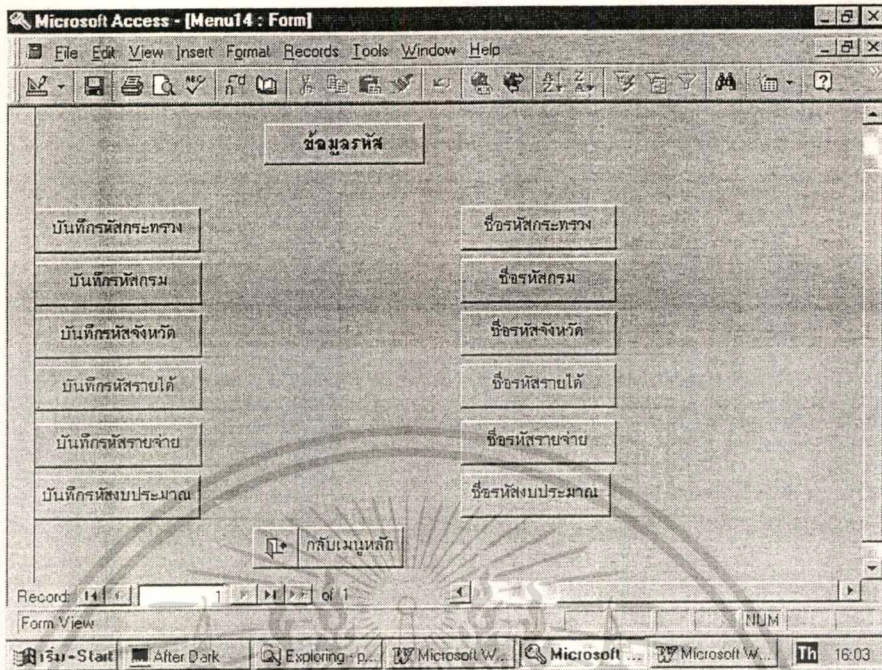 Microsoft Access - [Menu14 : Form]
File Edit View Insert Format Records Tools Window Help
ข้อมูลรหัส
บันทึกรหัสกระทรวง ชื่อรหัสกระทรวง
บันทึกรหัสกรม ชื่อรหัสกรม
บันทึกรหัสจังหวัด ชื่อรหัสจังหวัด
บันทึกรหัสรายได้ ชื่อรหัสรายได้
บันทึกรหัสรายจ่าย ชื่อรหัสรายจ่าย
บันทึกรหัสงบประมาณ ชื่อรหัสงบประมาณ
กลับเมนูหลัก
Record: 1 of 1
Form View NUM
เริ่ม - Start After Dark Exploring - p... Microsoft W... Microsoft ... Microsoft W... Th 16:03